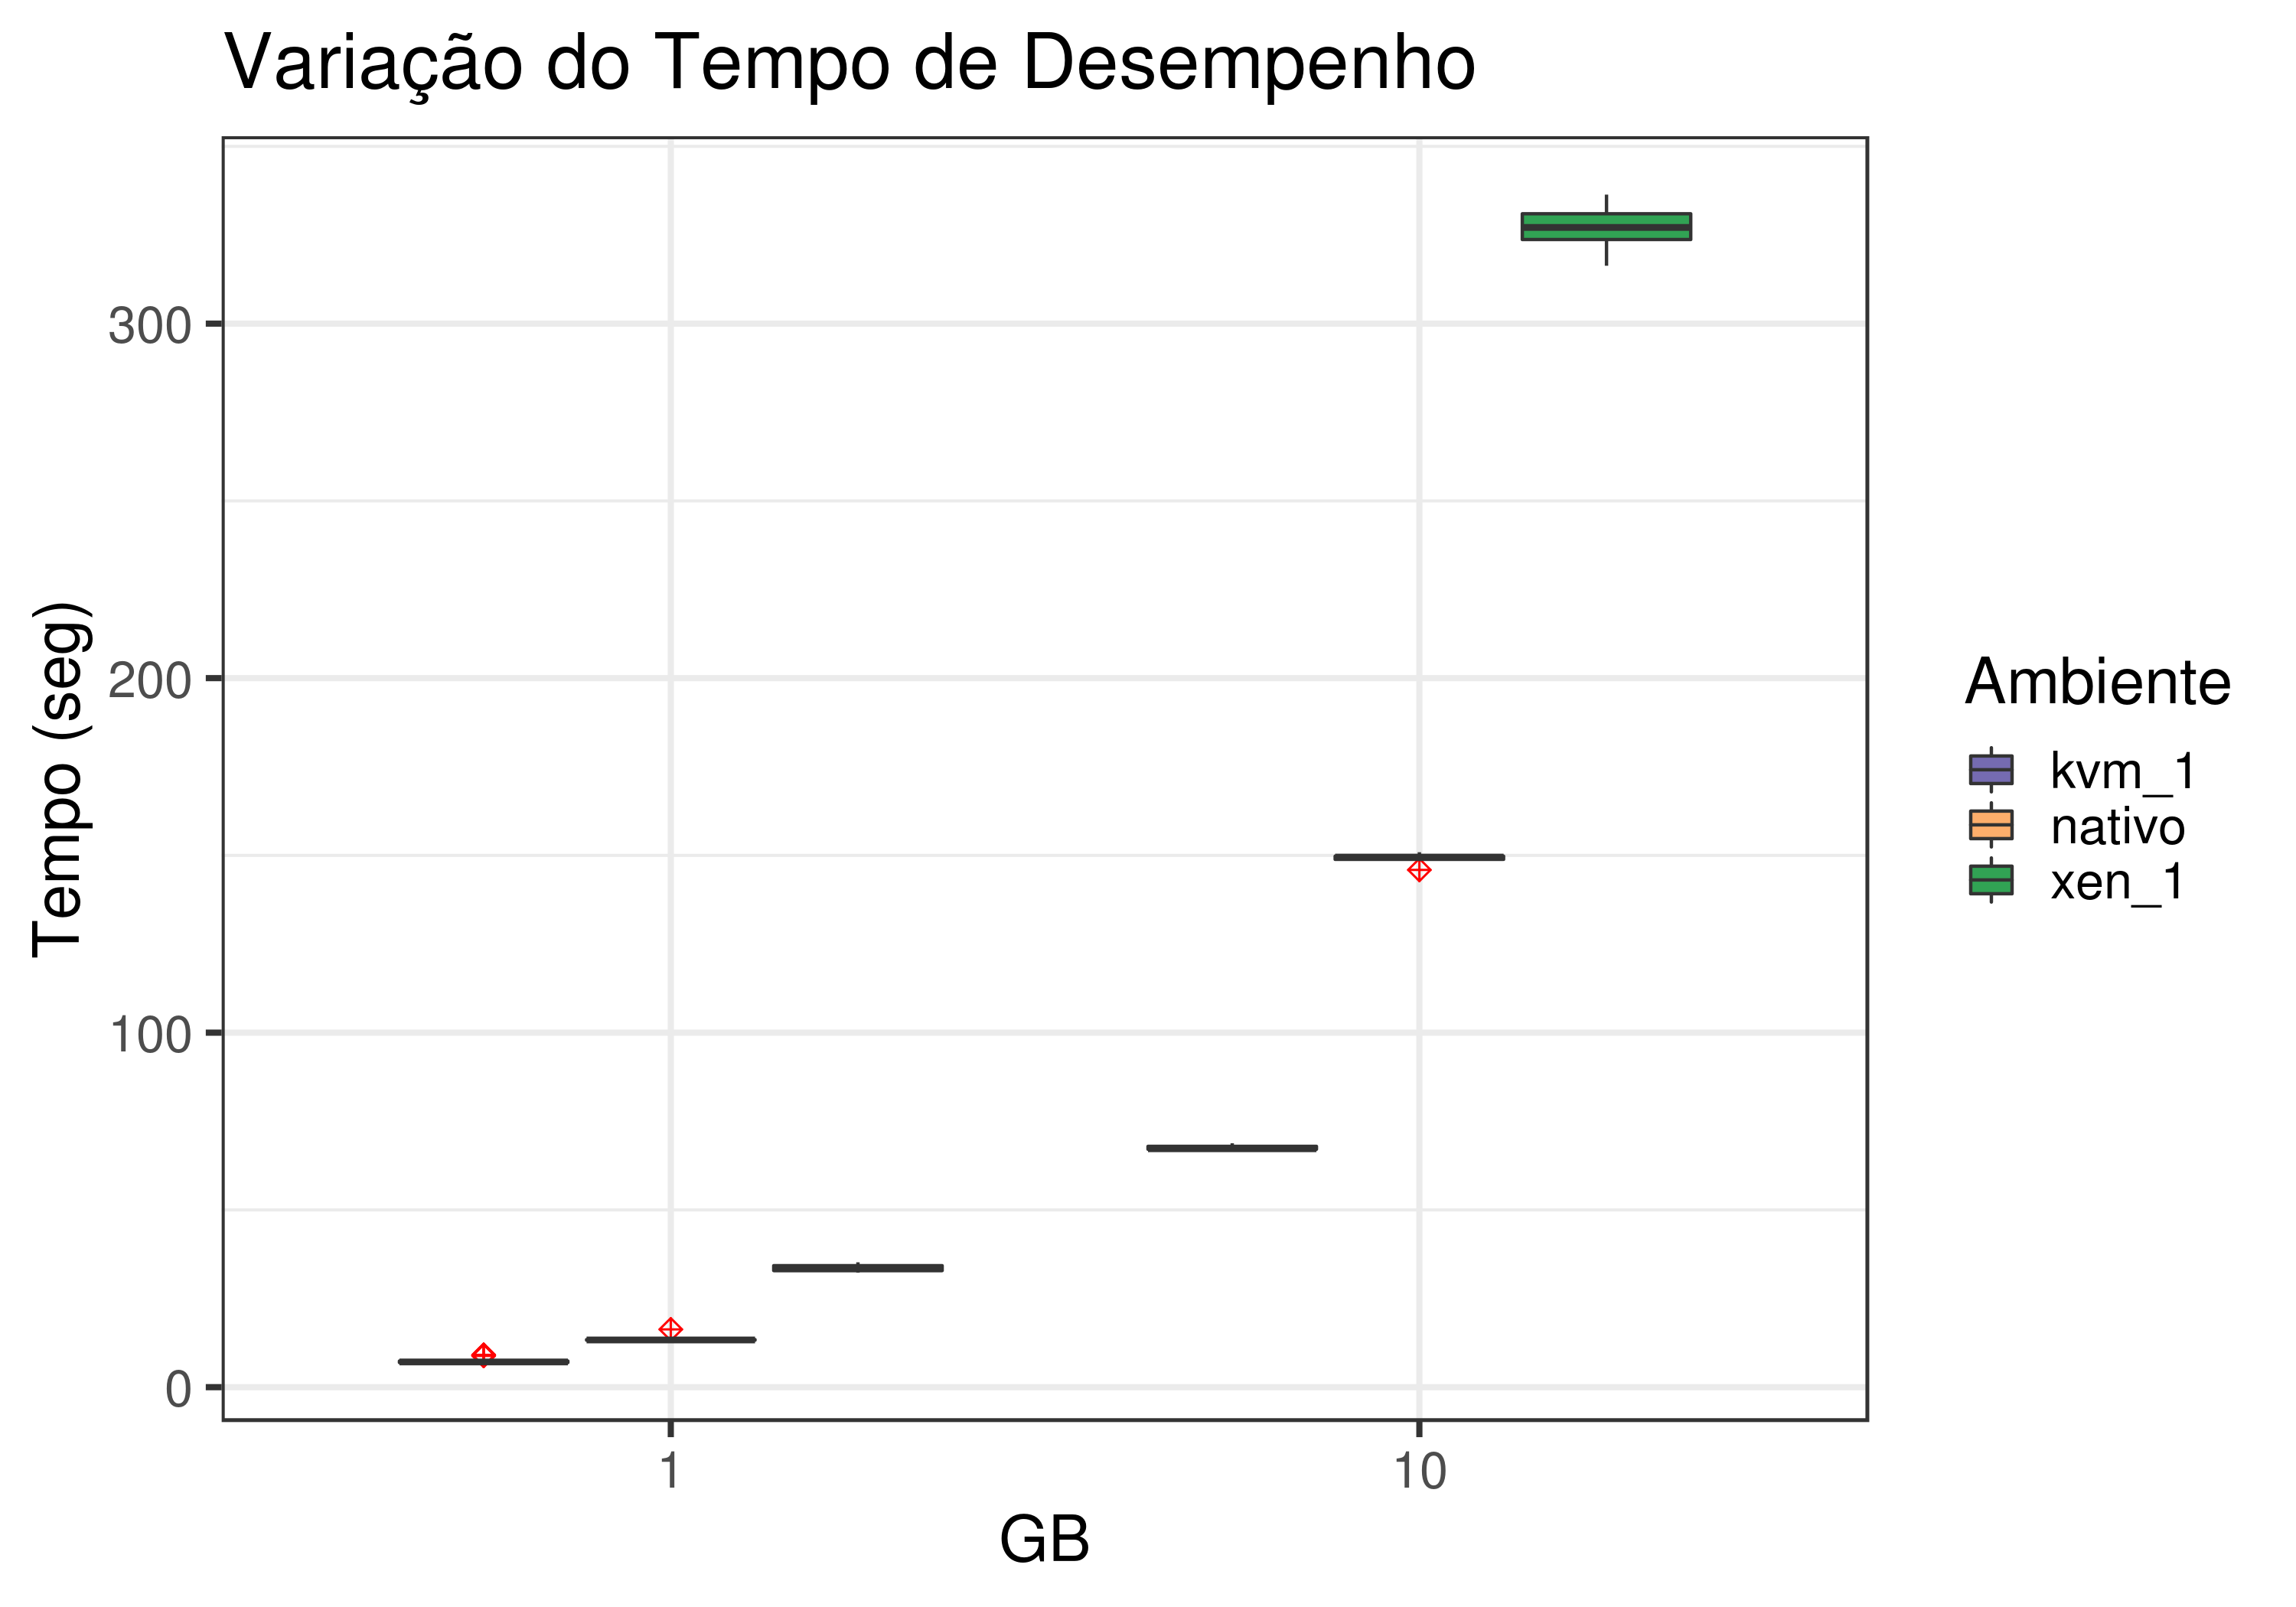 Variação do Tempo de Desempenho
Tempo (seg)
300
200
100
0
1
10
GB
Ambiente
kvm_1
nativo
xen_1